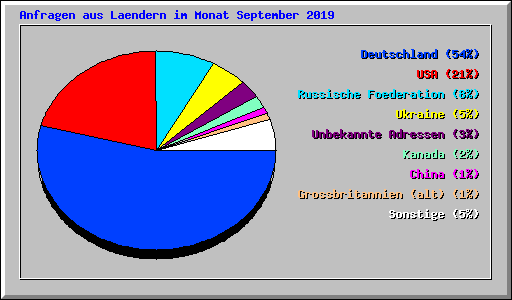 Anfragen aus Laendern im Monat September 2019
Deutschland (54%)
USA (21%)
Russische Foederation (8%)
Ukraine (5%)
Unbekannte Adressen (3%)
Kanada (2%)
China (1%)
Grossbritannien (alt) (1%)
Sonstige (5%)